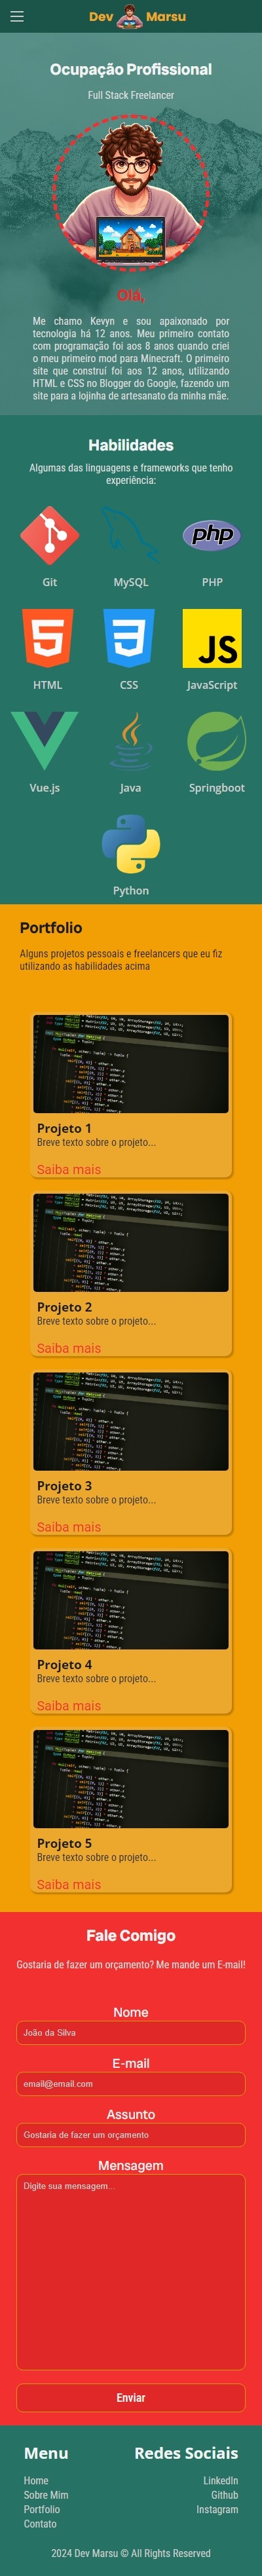 Dev Marsu
Ocupação Profissional
Full Stack Freelancer
Olá,
Me chamo Kevyn e sou apaixonado por
tecnologia há 12 anos. Meu primeiro contato
com programação foi aos 8 anos quando criei
o meu primeiro mod para Minecraft. O primeiro
site que construí foi aos 12 anos, utilizando
HTML e CSS no Blogger do Google, fazendo um
site para a lojinha de artesanato da minha mãe.
Habilidades
Algumas das linguagens e frameworks que tenho
experiência:
php
Git MySQL PHP
5 3 JS
HTML CSS JavaScript
Vue.js Java Springboot
Python
Portfolio
Alguns projetos pessoais e freelancers que eu fiz
utilizando as habilidades acima
Projeto 1
Breve texto sobre o projeto...
Saiba mais
Projeto 2
Breve texto sobre o projeto...
Saiba mais
Projeto 3
Breve texto sobre o projeto...
Saiba mais
Projeto 4
Breve texto sobre o projeto...
Saiba mais
Projeto 5
Breve texto sobre o projeto...
Saiba mais
Fale Comigo
Gostaria de fazer um orçamento? Me mande um E-mail!
Nome
João da Silva
E-mail
email@email.com
Assunto
Gostaria de fazer um orçamento
Mensagem
Digite sua mensagem...
Enviar
Menu
Home
Sobre Mim
Portfolio
Contato
Redes Sociais
LinkedIn
Github
Instagram
2024 Dev Marsu © All Rights Reserved